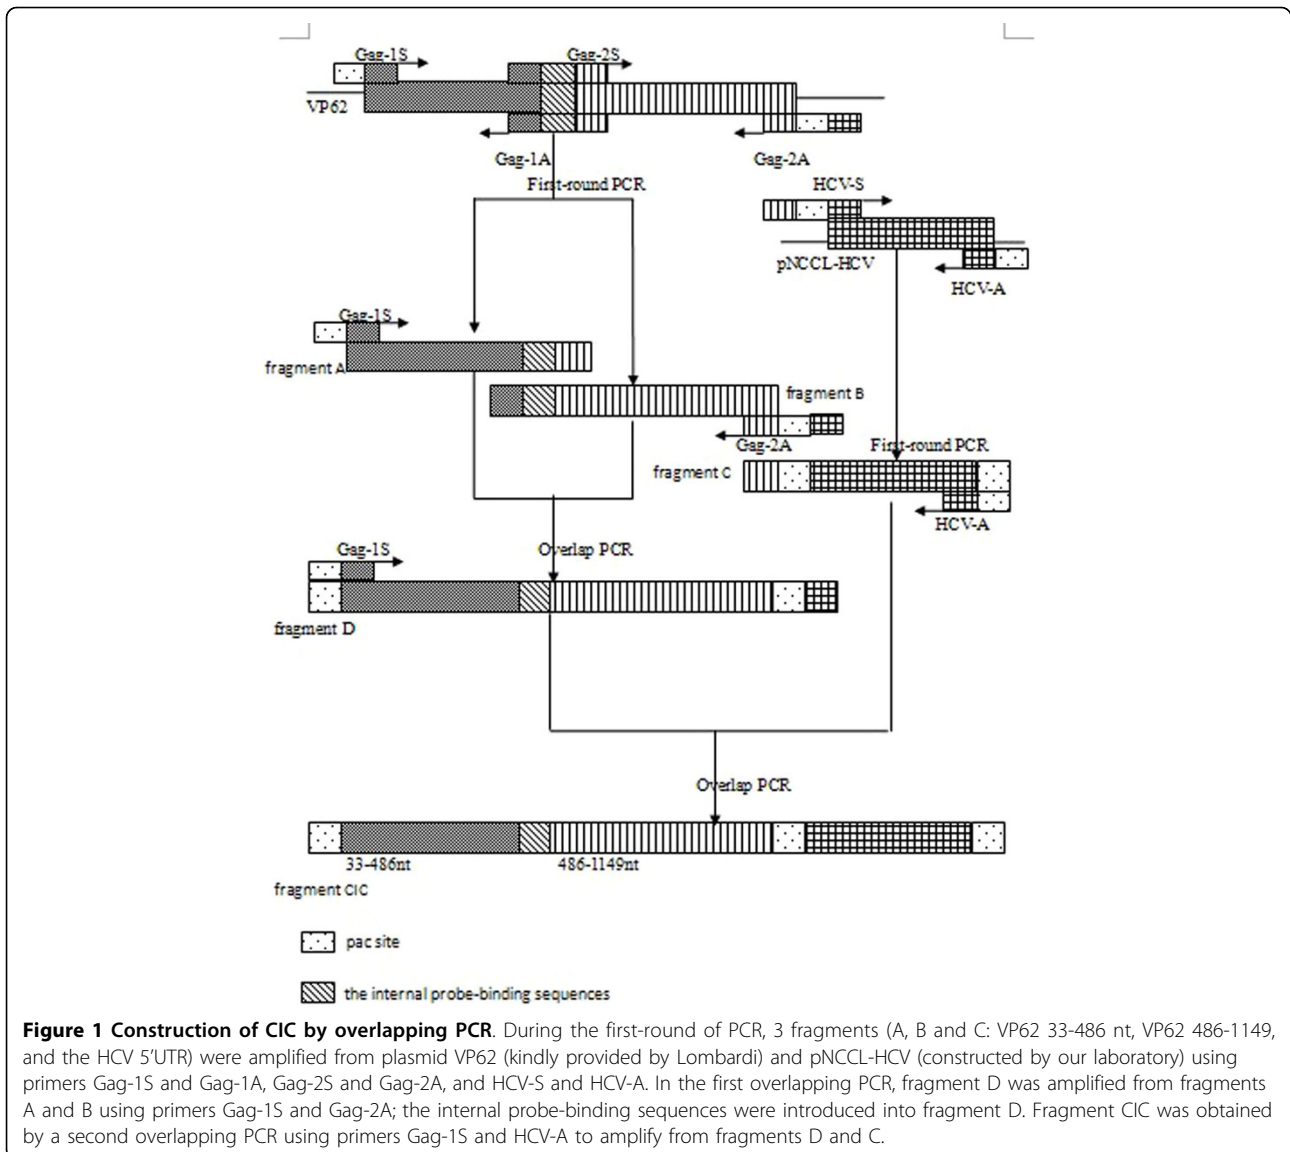 Gag-1S
Gag-2S
VP62
Gag-1A
Gag-2A
First-round PCR
HCV-S
pNCCL-HCV
HCV-A
Gag-1S
fragment A
fragment B
Gag-2A
First-round PCR
fragment C
HCV-A
Gag-1S
Overlap PCR
fragment D
Overlap PCR
33-486nt
486-1149nt
fragment CIC
pac site
the internal probe-binding sequences
Figure 1 Construction of CIC by overlapping PCR. During the first-round of PCR, 3 fragments (A, B and C: VP62 33-486 nt, VP62 486-1149,
and the HCV 5’UTR) were amplified from plasmid VP62 (kindly provided by Lombardi) and pNCCL-HCV (constructed by our laboratory) using
primers Gag-1S and Gag-1A, Gag-2S and Gag-2A, and HCV-S and HCV-A. In the first overlapping PCR, fragment D was amplified from fragments
A and B using primers Gag-1S and Gag-2A; the internal probe-binding sequences were introduced into fragment D. Fragment CIC was obtained
by a second overlapping PCR using primers Gag-1S and HCV-A to amplify from fragments D and C.